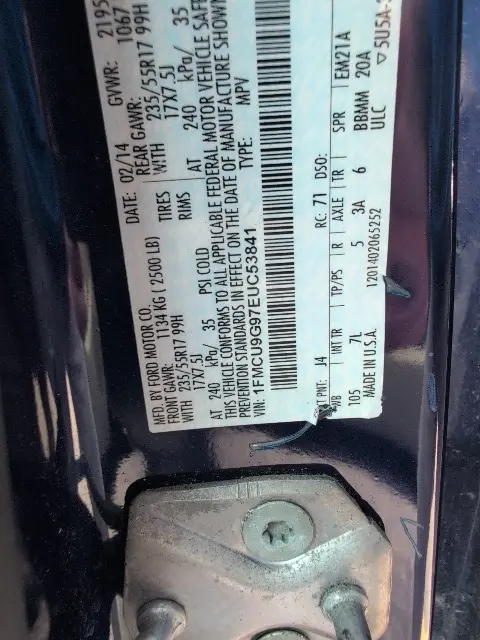 MFD. BY FORD MOTOR CO.
DATE: 02/14 GVWR: 2195
FRONT GAWR: 1134 KG ( 2500 LB) REAR GAWR: 1067
WITH 235/55R17 99H TIRES WITH 235/55R17 99H
17X7.5J RIMS 17X7.5J
AT 240 kPa/ 35 PSI COLD AT 240 kPa/ 35
THIS VEHICLE CONFORMS TO ALL APPLICABLE FEDERAL MOTOR VEHICLE SAFE
PREVENTION STANDARDS IN EFFECT ON THE DATE OF MANUFACTURE SHOWN
VIN: 1FMCU9G97EUC53841 TYPE: MPV
EXT PNT: J4 RC: 71 DSO:
WB INT TR TP/PS R AXLE TR SPR EM21A
105 7L 5 3A 6 BBMM 20A
MADE IN U.S.A. 1201402065252 ULC ▽5U5A-